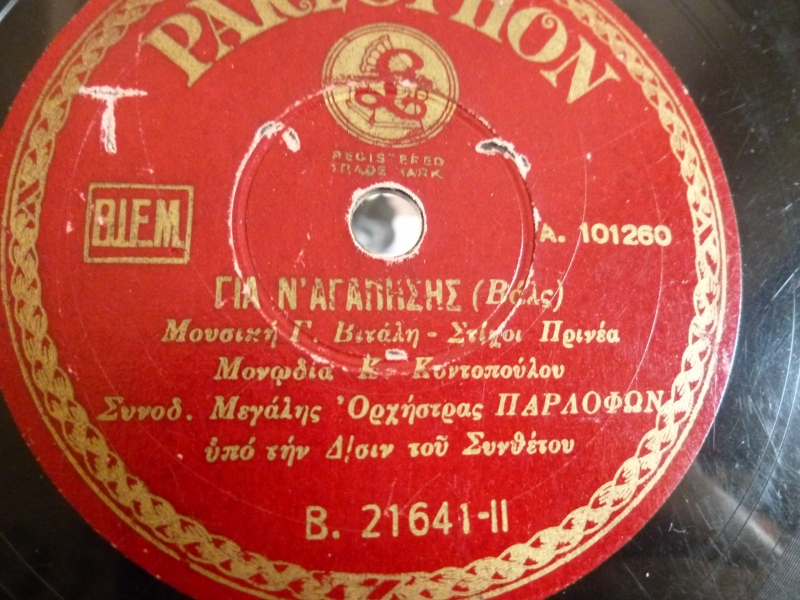 PARLOPHON
T
£
REGISTERED
TRADE MARK
B.I.E.M.
A. 101260
ΓΙΑ Ν'ΑΓΑΠΗΣΗΣ (Βάλς)
Μουσική Γ. Βιτάλη - Στίχοι Πρινέα
Μονῳδία Κ. Κοντοπούλου
Συνοδ. Μεγάλης Ὀρχήστρας ΠΑΡΛΟΦΩΝ
ὑπό τήν Δ/σιν τοῦ Συνθέτου
B. 21641-II